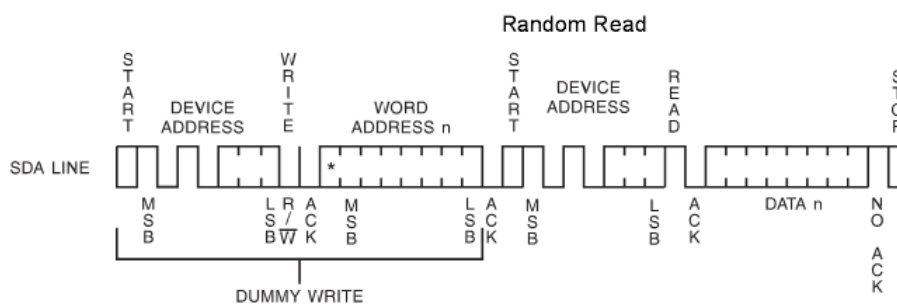 Random Read
START
WRITE
START
READ
STOP
DEVICE
ADDRESS
WORD
ADDRESS n
DEVICE
ADDRESS
SDA LINE
*
MSB
LSB
R/W
ACK
MSB
LSB
ACK
MSB
LSB
ACK
DATA n
NO ACK
DUMMY WRITE